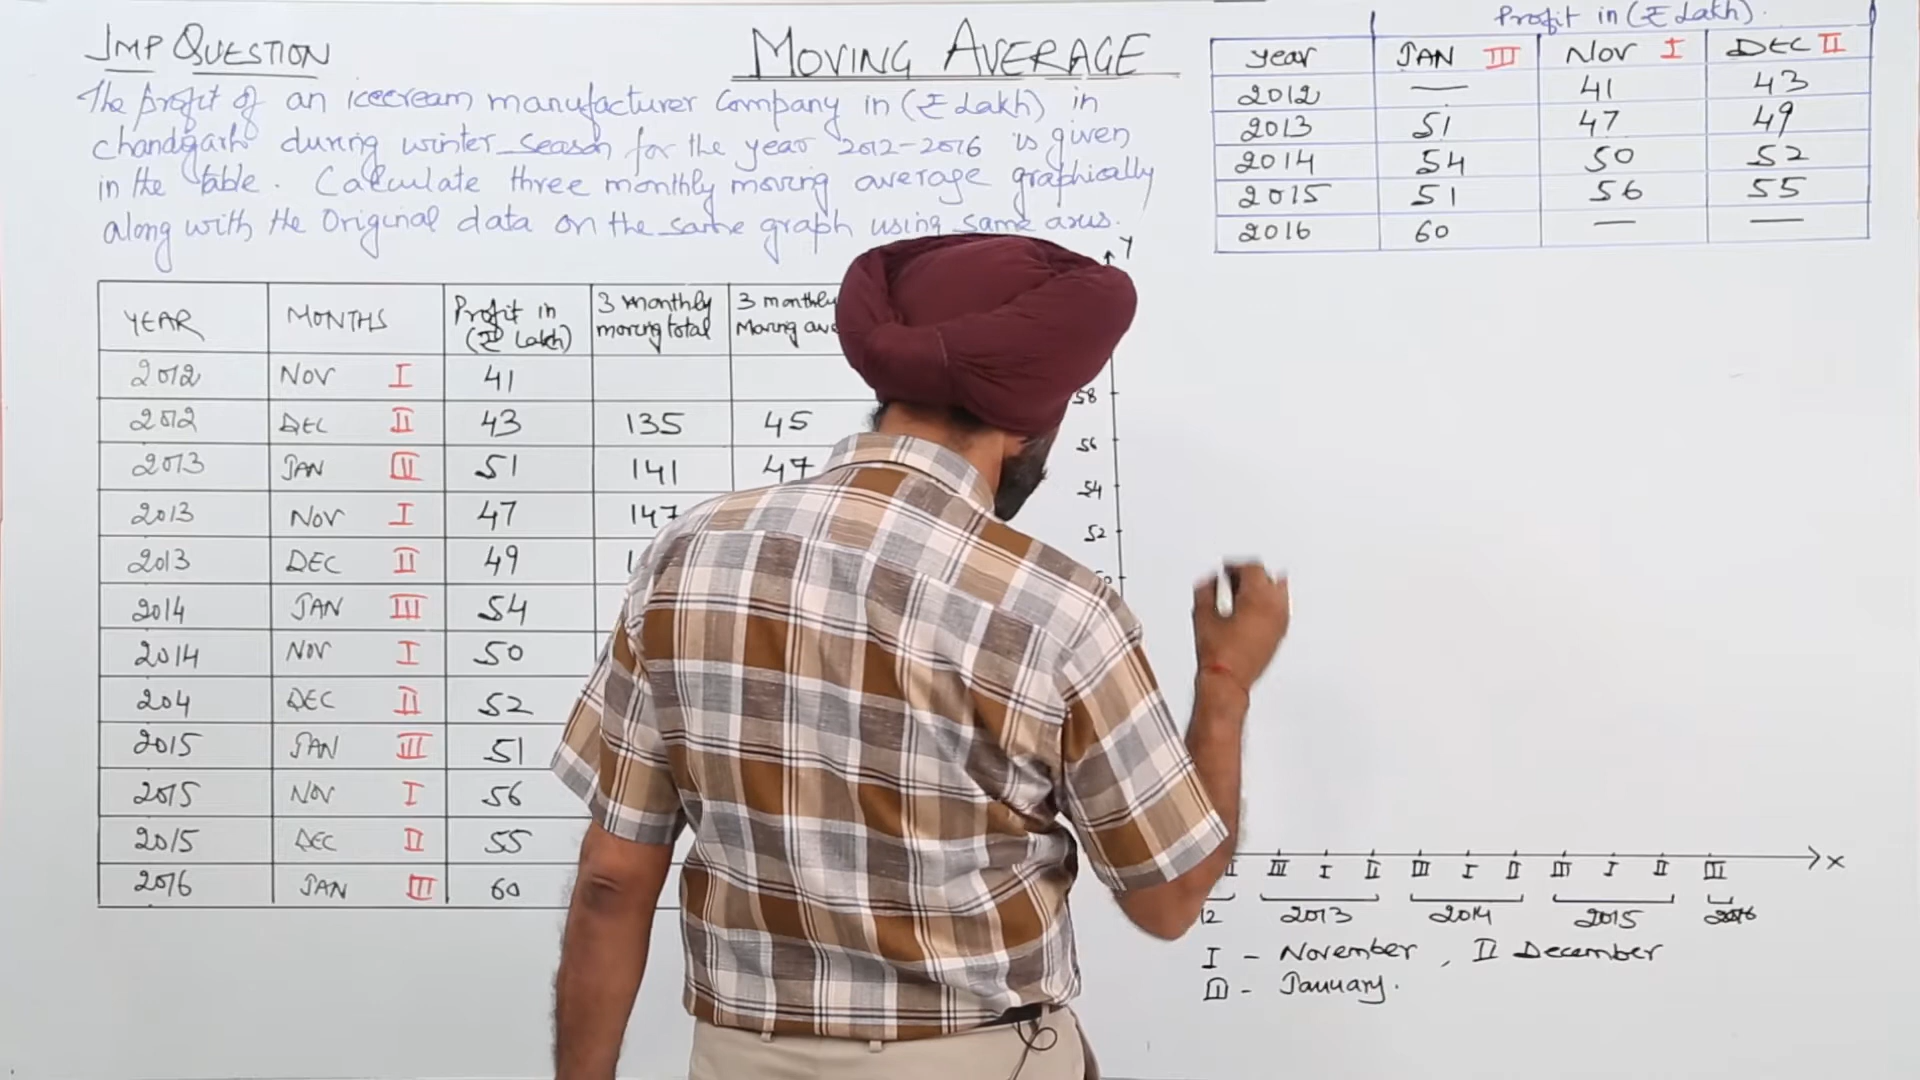 IMP QUESTION
MOVING AVERAGE
The profit of an icecream manufacturer Company in (₹ Lakh) in
chandgarh during winter season for the year 2012-2016 is given
in the table. Calculate three monthly moving average graphically
along with the Original data on the same graph using same axus.
Profit in (₹ Lakh).
year JAN III NOV I DEC II
2012 — 41 43
2013 51 47 49
2014 54 50 52
2015 51 56 55
2016 60 — —
YEAR MONTHS Profit in (₹ Lakh) 3 monthly moving total 3 monthly Moving
2012 NOV I 41
2012 DEC II 43 135 45
2013 JAN III 51 141 47
2013 NOV I 47 147
2013 DEC II 49
2014 JAN III 54
2014 NOV I 50
204 DEC II 52
2015 JAN III 51
2015 NOV I 56
2015 DEC II 55
2016 JAN III 60
Y
58
56
54
52
III I II III I II III I II III X
2013 2014 2015 2016
I - November , II December
III - January.